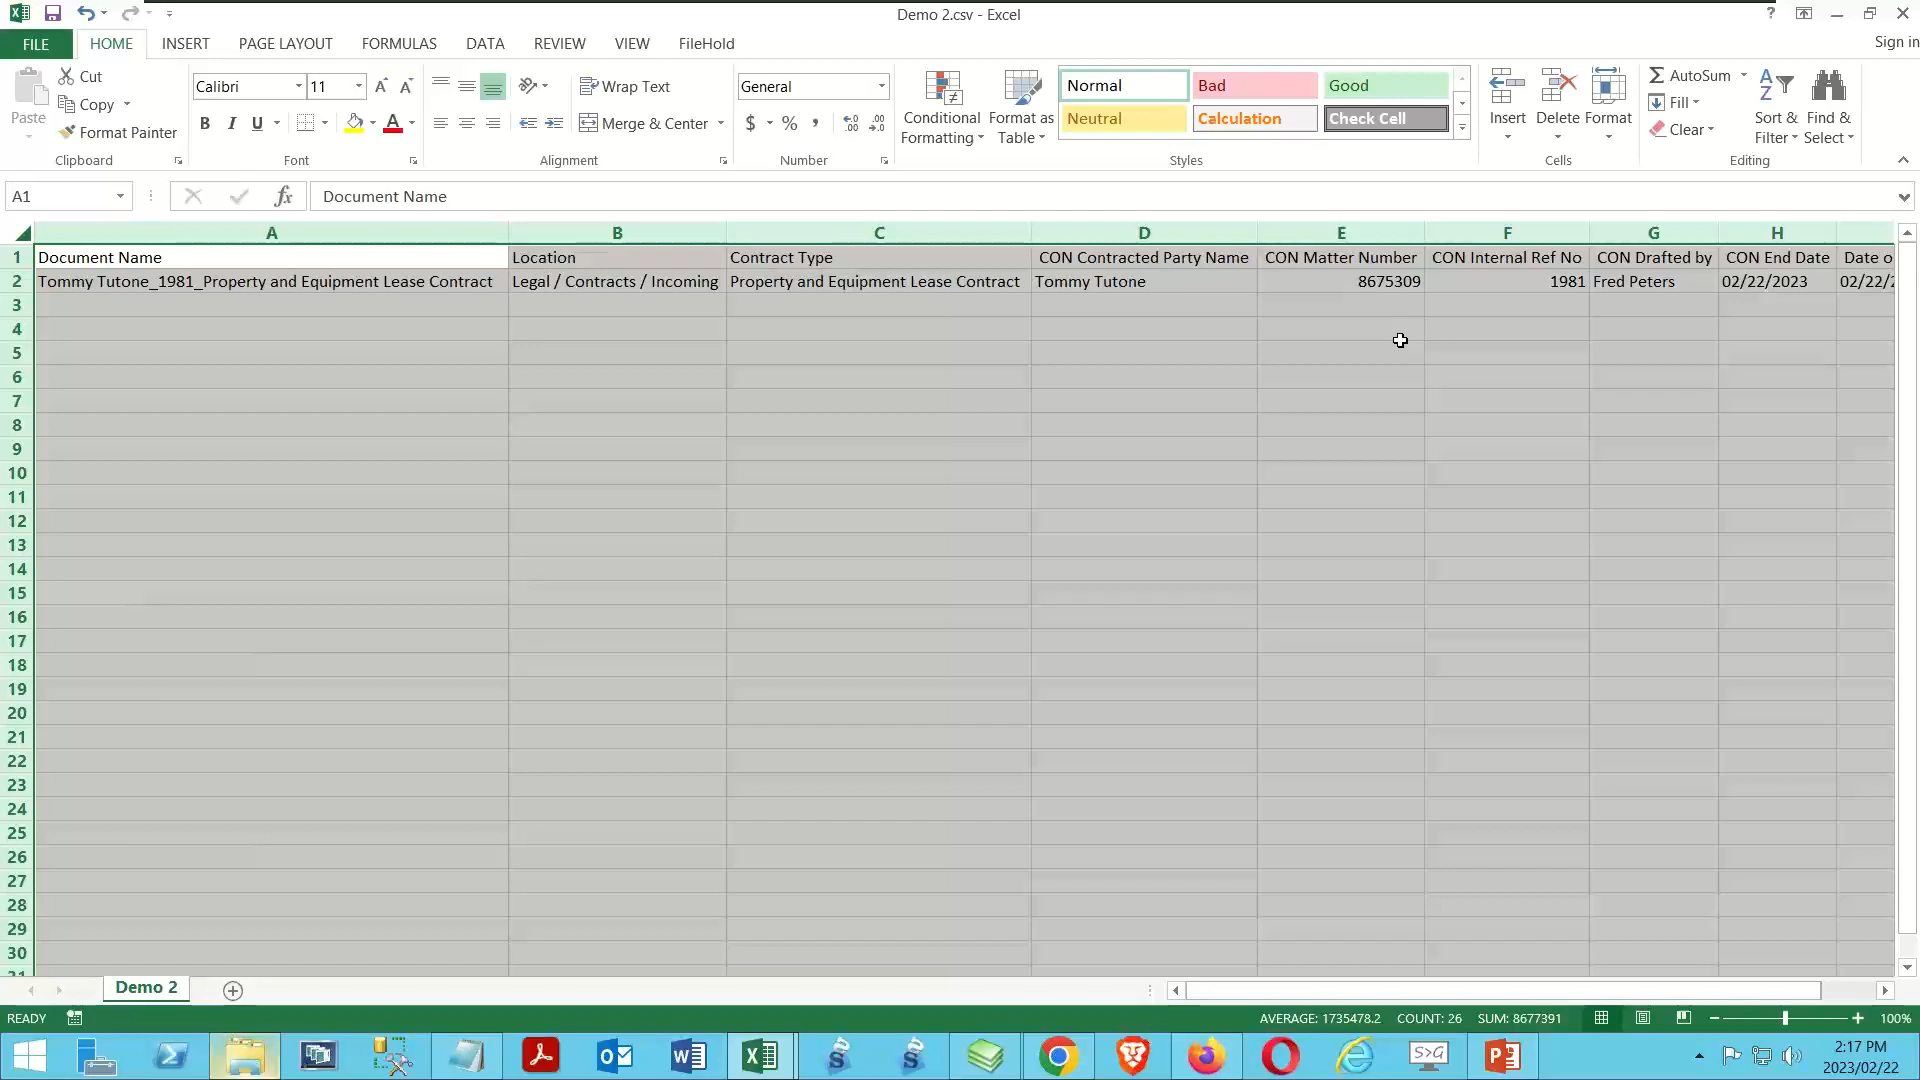 Demo 2.csv - Excel
?
FILE HOME INSERT PAGE LAYOUT FORMULAS DATA REVIEW VIEW FileHold Sign in
Paste Cut Copy Format Painter Clipboard
Calibri 11 B I U Font
Wrap Text Merge & Center Alignment
General $ % , Number
Conditional Formatting Format as Table
Normal Bad Good
Neutral Calculation Check Cell
Styles
Insert Delete Format Cells
AutoSum Fill Clear Sort & Filter Find & Select Editing
A1 fx Document Name
A B C D E F G H
1 Document Name Location Contract Type CON Contracted Party Name CON Matter Number CON Internal Ref No CON Drafted by CON End Date Date o
2 Tommy Tutone_1981_Property and Equipment Lease Contract Legal / Contracts / Incoming Property and Equipment Lease Contract Tommy Tutone 8675309 1981 Fred Peters 02/22/2023 02/22/2
3
4
5
6
7
8
9
10
11
12
13
14
15
16
17
18
19
20
21
22
23
24
25
26
27
28
29
30
Demo 2
READY AVERAGE: 1735478.2 COUNT: 26 SUM: 8677391 100%
2:17 PM
2023/02/22